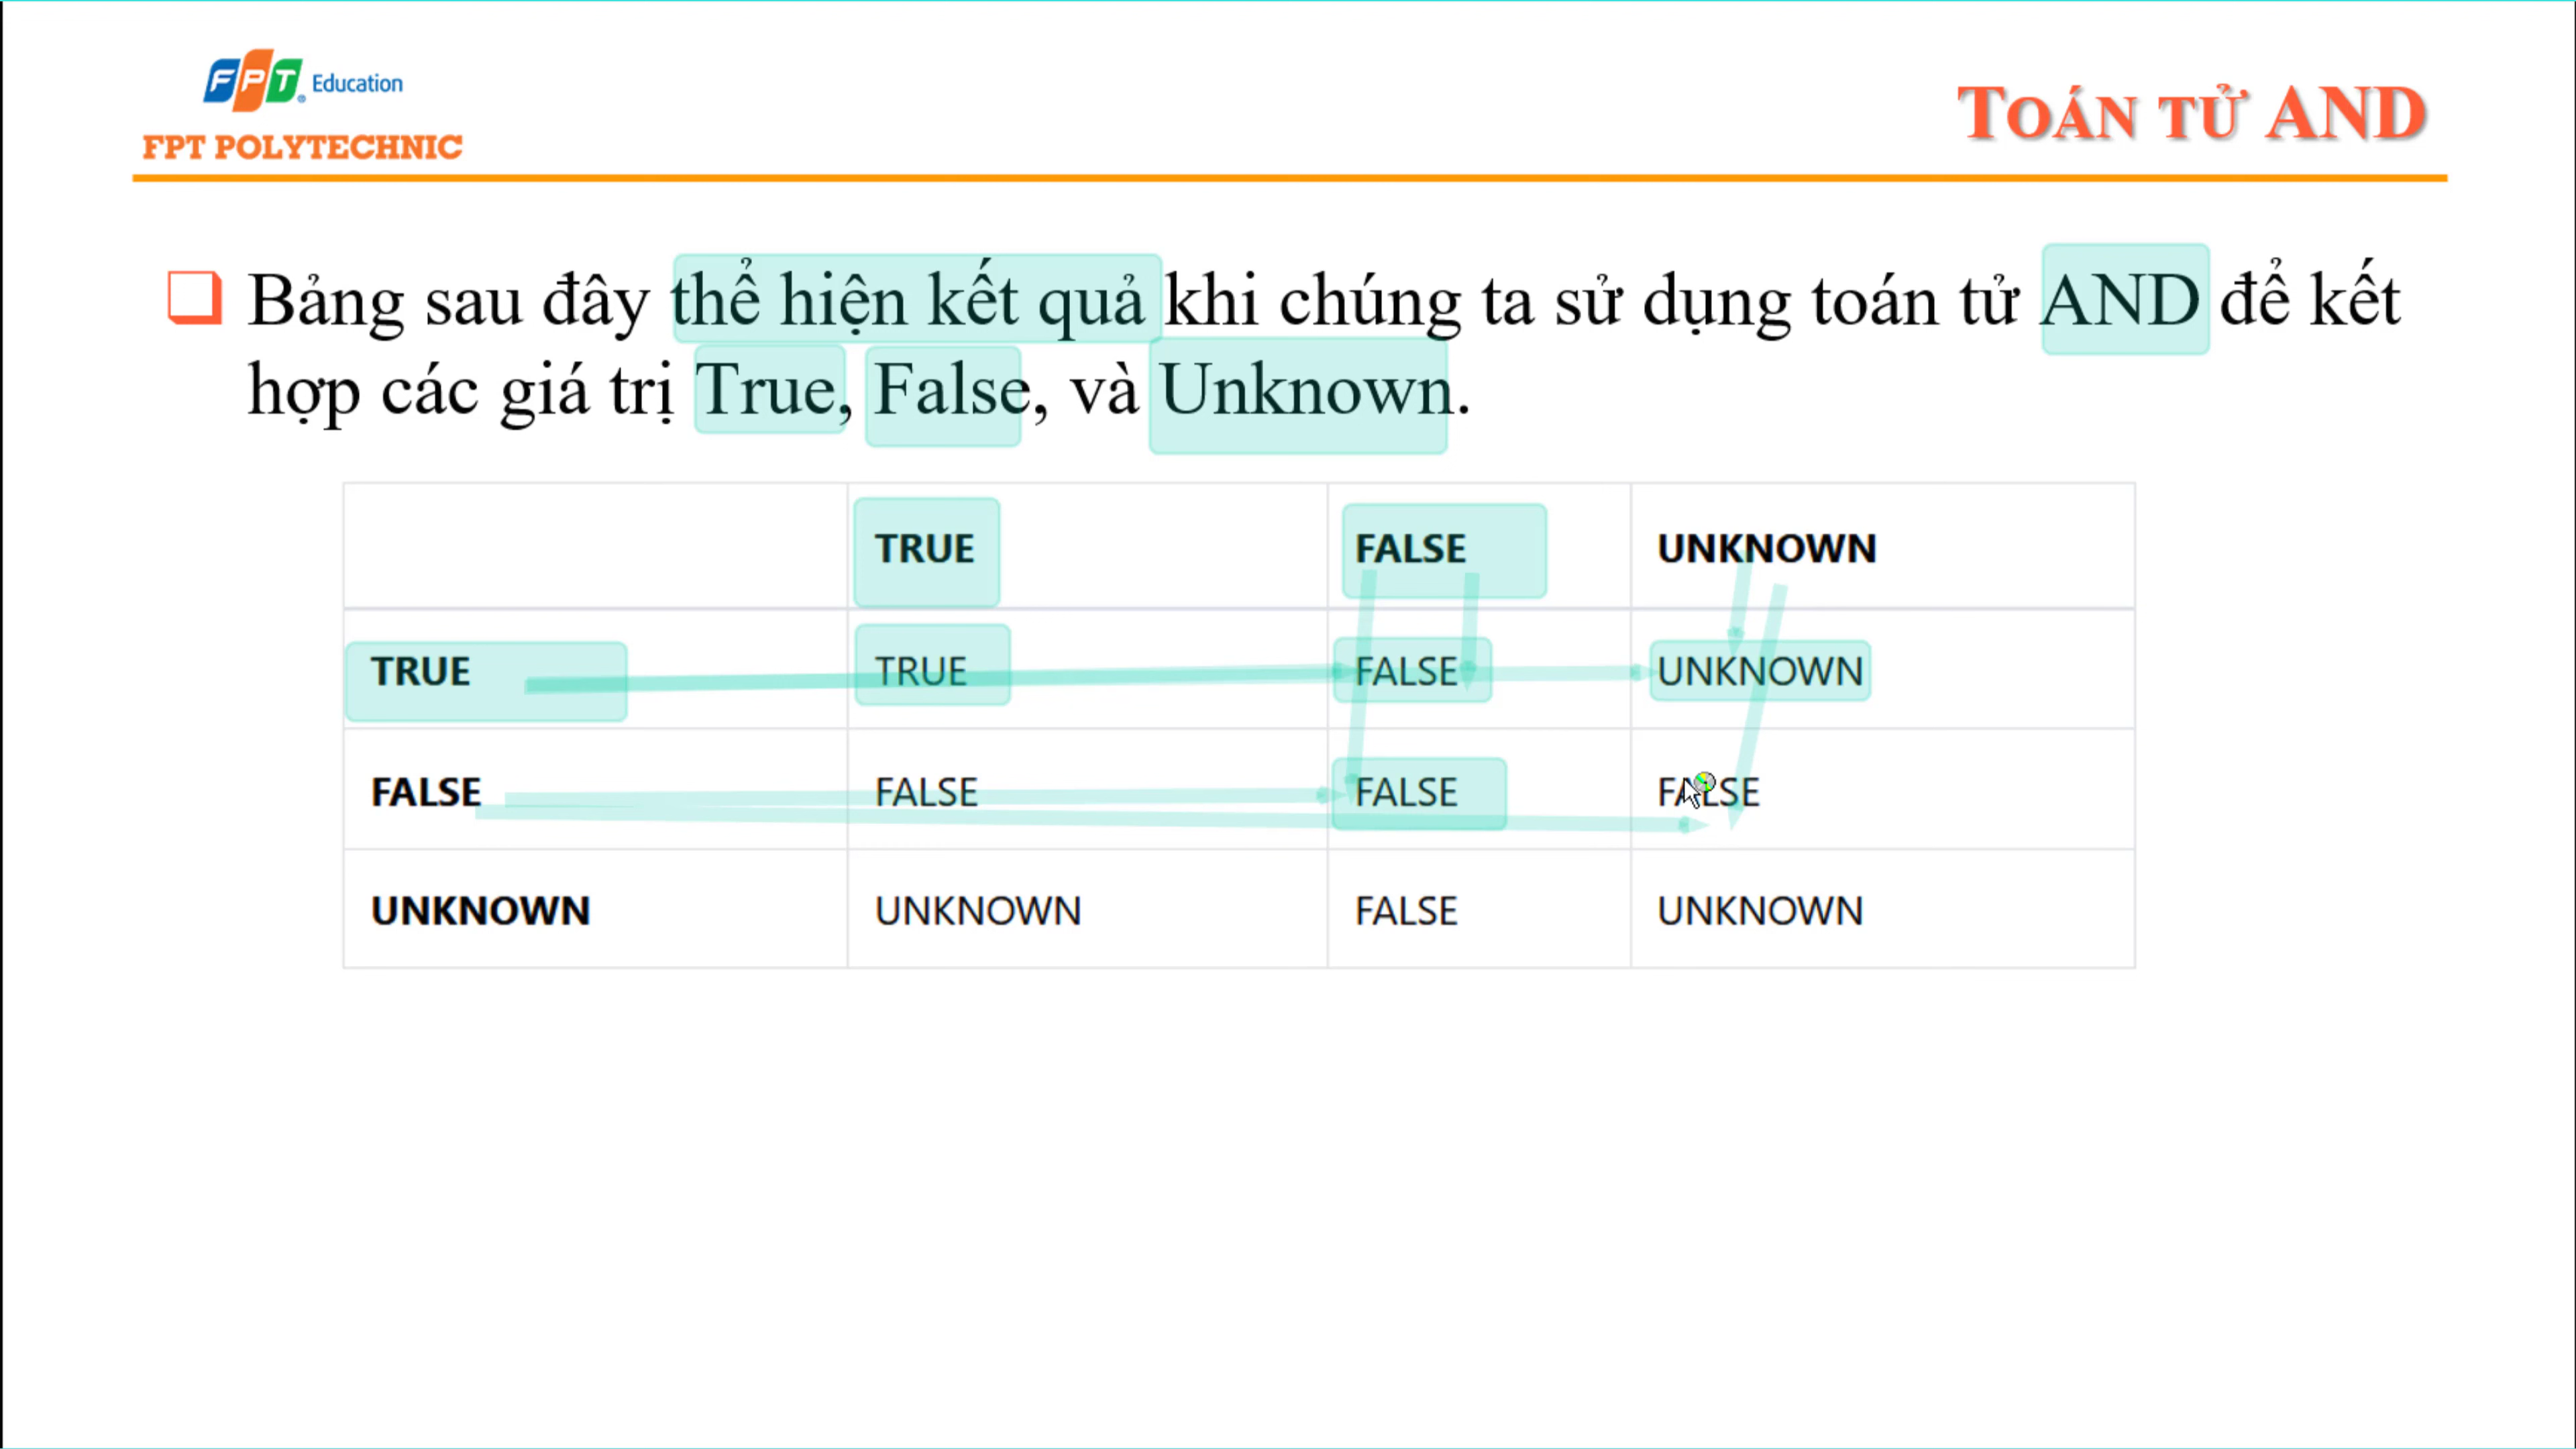 FPT Education
FPT POLYTECHNIC
TOÁN TỬ AND
Bảng sau đây thể hiện kết quả khi chúng ta sử dụng toán tử AND để kết
hợp các giá trị True, False, và Unknown.
TRUE FALSE UNKNOWN
TRUE TRUE FALSE UNKNOWN
FALSE FALSE FALSE FALSE
UNKNOWN UNKNOWN FALSE UNKNOWN